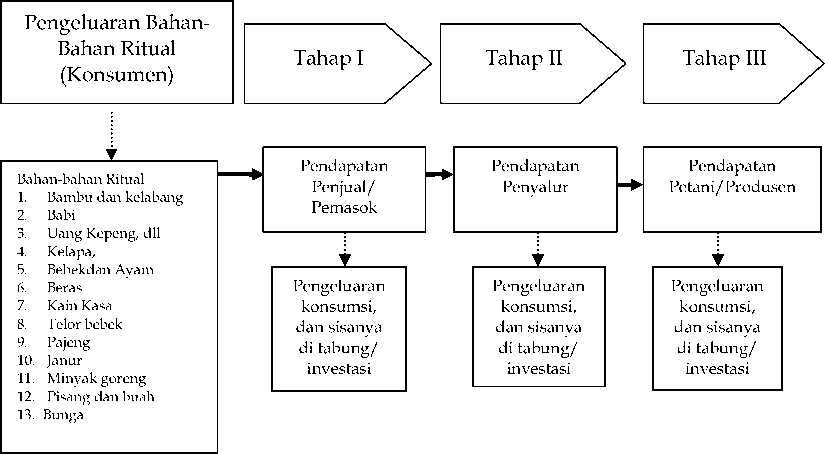 Pengeluaran Bahan-
Bahan Ritual
(Konsumen)
Tahap I
Tahap II
Tahap III
Bahan-bahan Ritual
1. Bambu dan kelabang
2. Babi
3. Uang Kepeng, dll
4. Kelapa,
5. Bebekdan Ayam
6. Beras
7. Kain Kasa
8. Telor bebek
9. Pajeng
10. Janur
11. Minyak goreng
12. Pisang dan buah
13. Bunga
Pendapatan
Penjual/
Pemasok
Pendapatan
Penyalur
Pendapatan
Petani/Produsen
Pengeluaran
konsumsi,
dan sisanya
di tabung/
investasi
Pengeluaran
konsumsi,
dan sisanya
di tabung/
investasi
Pengeluaran
konsumsi,
dan sisanya
di tabung/
investasi